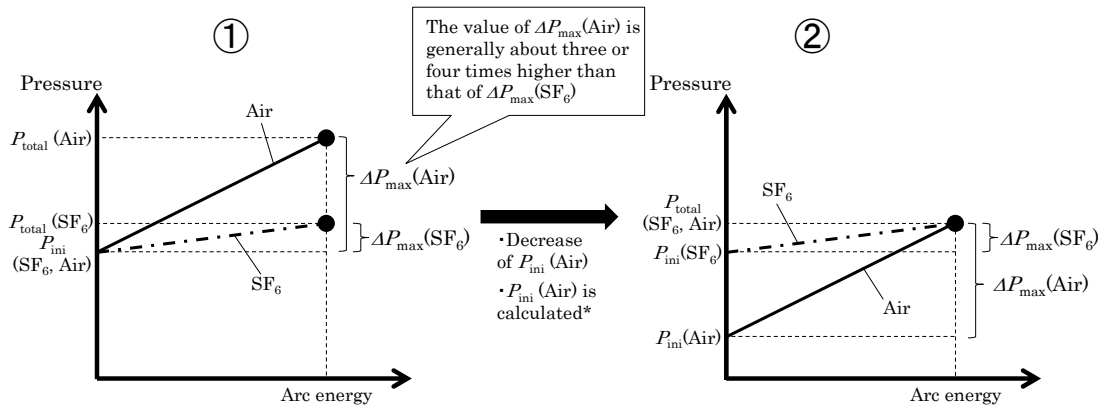 ①
Pressure
P_total (Air)
Air
ΔP_max(Air)
P_total (SF₆)
P_ini
(SF₆, Air)
ΔP_max(SF₆)
SF₆
Arc energy
The value of ΔP_max(Air) is
generally about three or
four times higher than
that of ΔP_max(SF₆)
・Decrease
of P_ini (Air)
・P_ini (Air) is
calculated*
②
Pressure
SF₆
P_total
(SF₆, Air)
P_ini(SF₆)
ΔP_max(SF₆)
ΔP_max(Air)
Air
P_ini(Air)
Arc energy